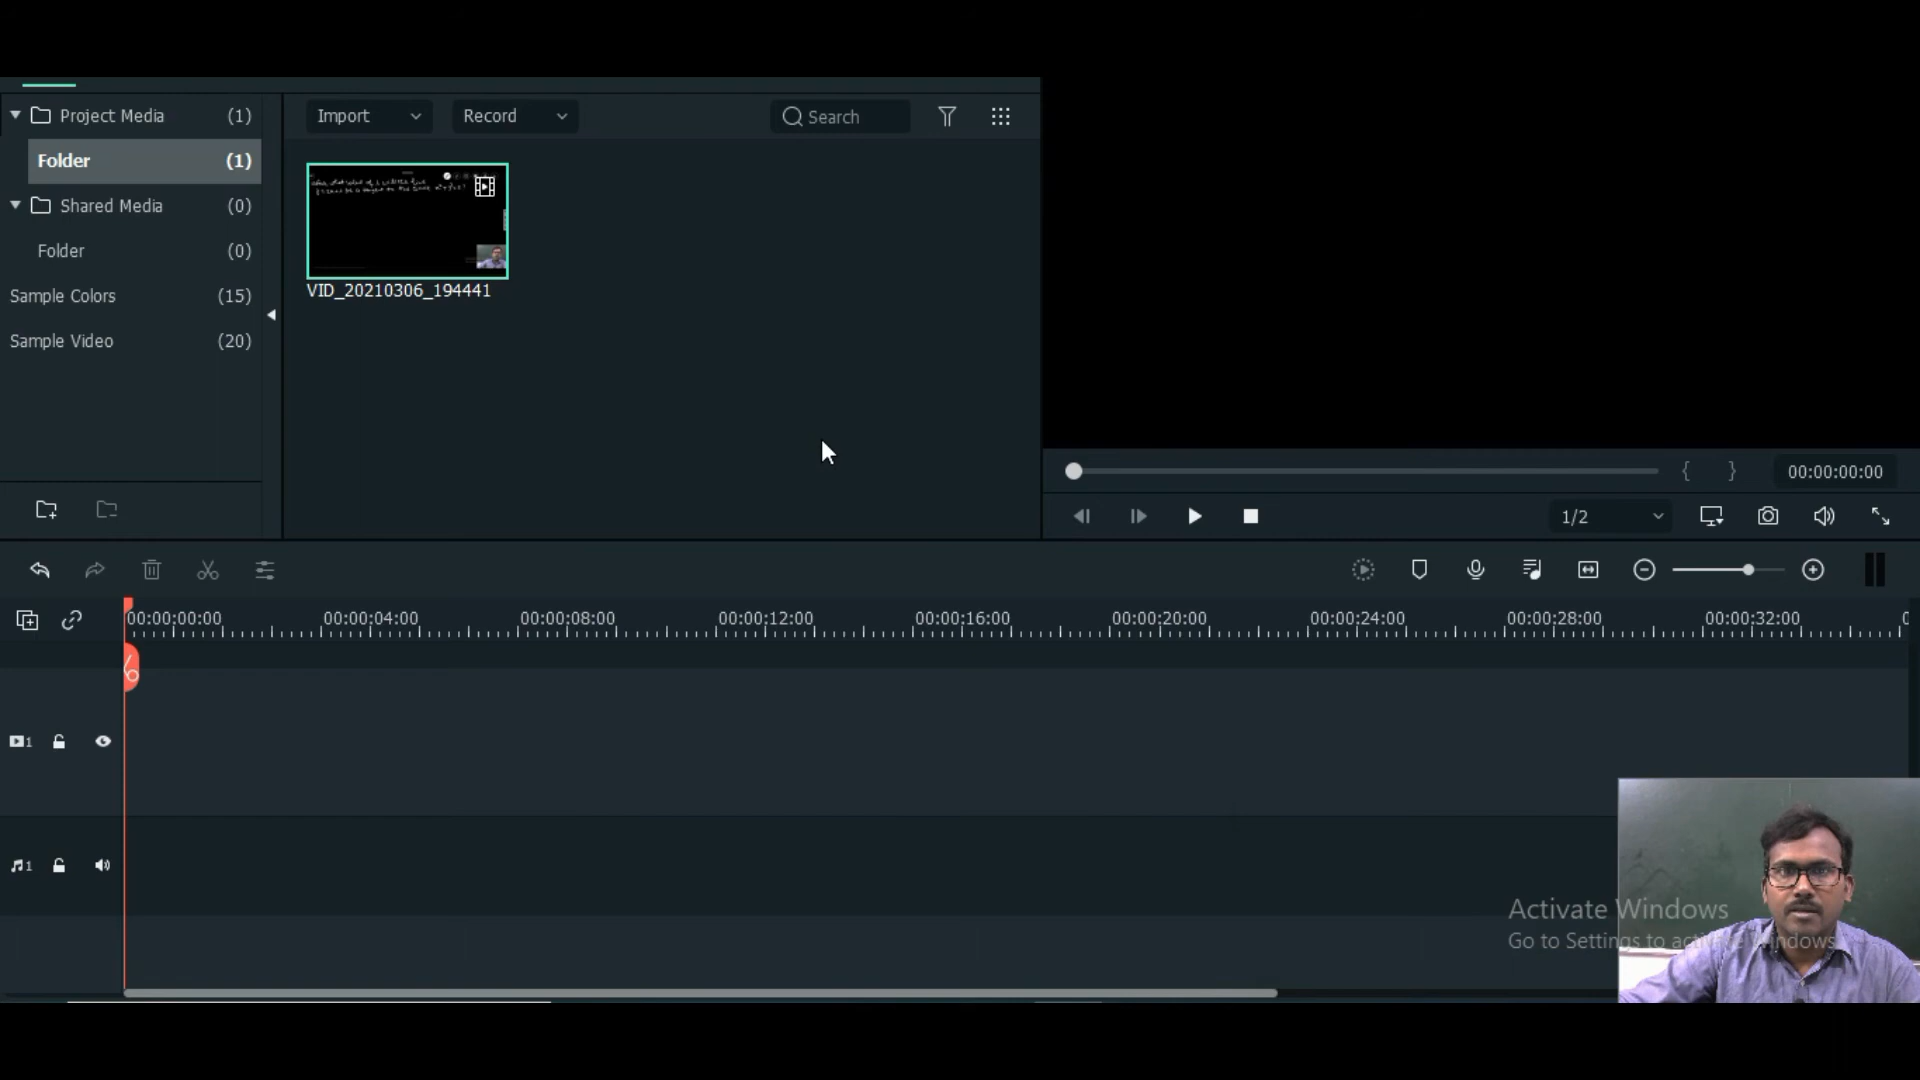 Project Media (1)
Import
Record
Search
Folder (1)
Shared Media (0)
Folder (0)
Sample Colors (15)
Sample Video (20)
VID_20210306_194441
00:00:00:00
1/2
00:00:00:00 00:00:04:00 00:00:08:00 00:00:12:00 00:00:16:00 00:00:20:00 00:00:24:00 00:00:28:00 00:00:32:00
1
1
Activate Windows
Go to Settings to activate Windows